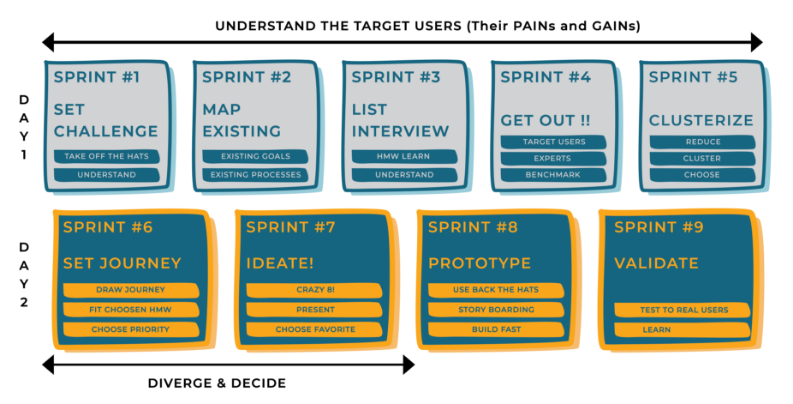 UNDERSTAND THE TARGET USERS (Their PAINs and GAINs)
DAY1
SPRINT #1
SET
CHALLENGE
TAKE OFF THE HATS
UNDERSTAND
SPRINT #2
MAP
EXISTING
EXISTING GOALS
EXISTING PROCESSES
SPRINT #3
LIST
INTERVIEW
HMW LEARN
UNDERSTAND
SPRINT #4
GET OUT !!
TARGET USERS
EXPERTS
BENCHMARK
SPRINT #5
CLUSTERIZE
REDUCE
CLUSTER
CHOOSE
DAY2
SPRINT #6
SET JOURNEY
DRAW JOURNEY
FIT CHOOSEN HMW
CHOOSE PRIORITY
SPRINT #7
IDEATE!
CRAZY 8!
PRESENT
CHOOSE FAVORITE
SPRINT #8
PROTOTYPE
USE BACK THE HATS
STORY BOARDING
BUILD FAST
SPRINT #9
VALIDATE
TEST TO REAL USERS
LEARN
DIVERGE & DECIDE